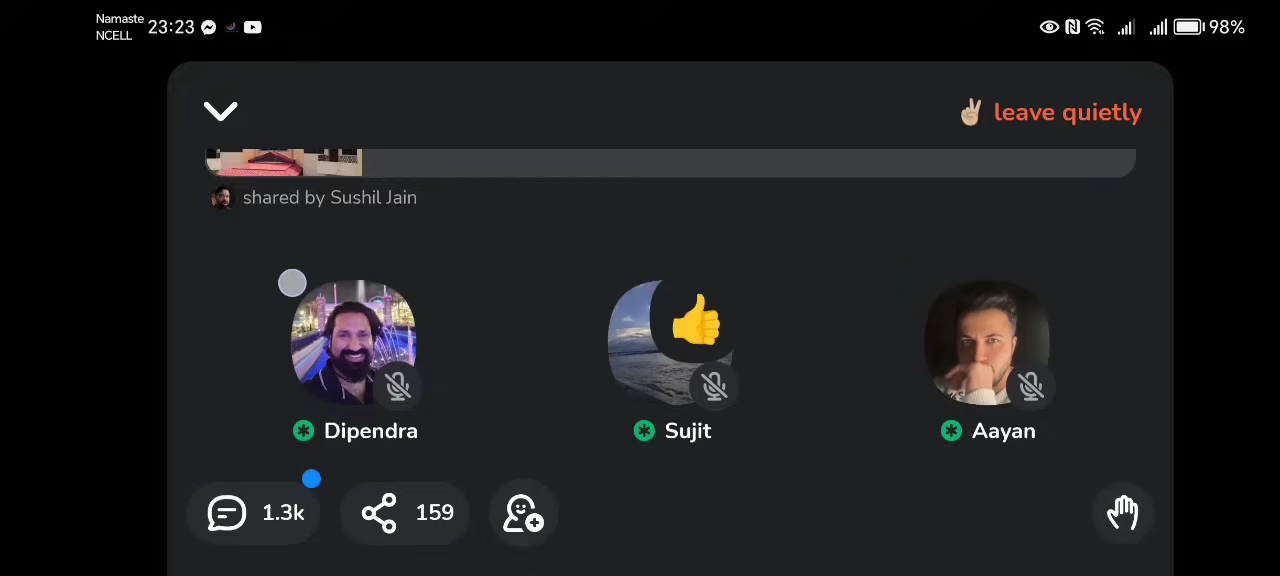 Namaste
NCELL
23:23
98%
leave quietly
shared by Sushil Jain
Dipendra
Sujit
Aayan
1.3k
159